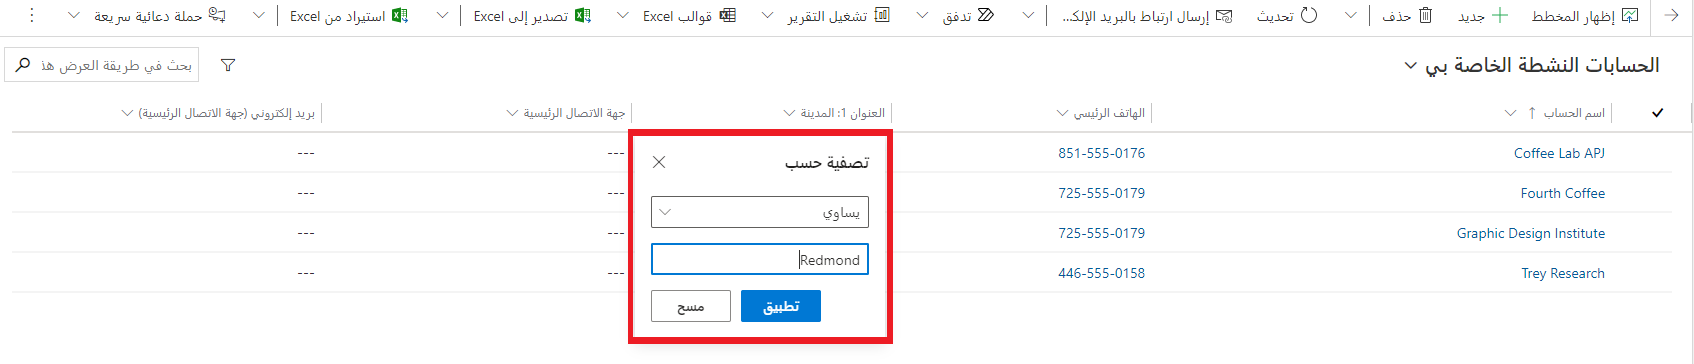 إظهار المخطط جديد حذف تحديث إرسال ارتباط بالبريد الإلك... تدفق تشغيل التقرير قوالب Excel تصدير إلى Excel استيراد من Excel حملة دعائية سريعة
الحسابات النشطة الخاصة بي
بحث في طريقة العرض هذ
اسم الحساب ↑ الهاتف الرئيسي العنوان 1: المدينة جهة الاتصال الرئيسية بريد إلكتروني (جهة الاتصال الرئيسية)
Coffee Lab APJ 851-555-0176 --- ---
Fourth Coffee 725-555-0179 --- ---
Graphic Design Institute 725-555-0179 --- ---
Trey Research 446-555-0158 --- ---
تصفية حسب
يساوي
Redmond
تطبيق مسح